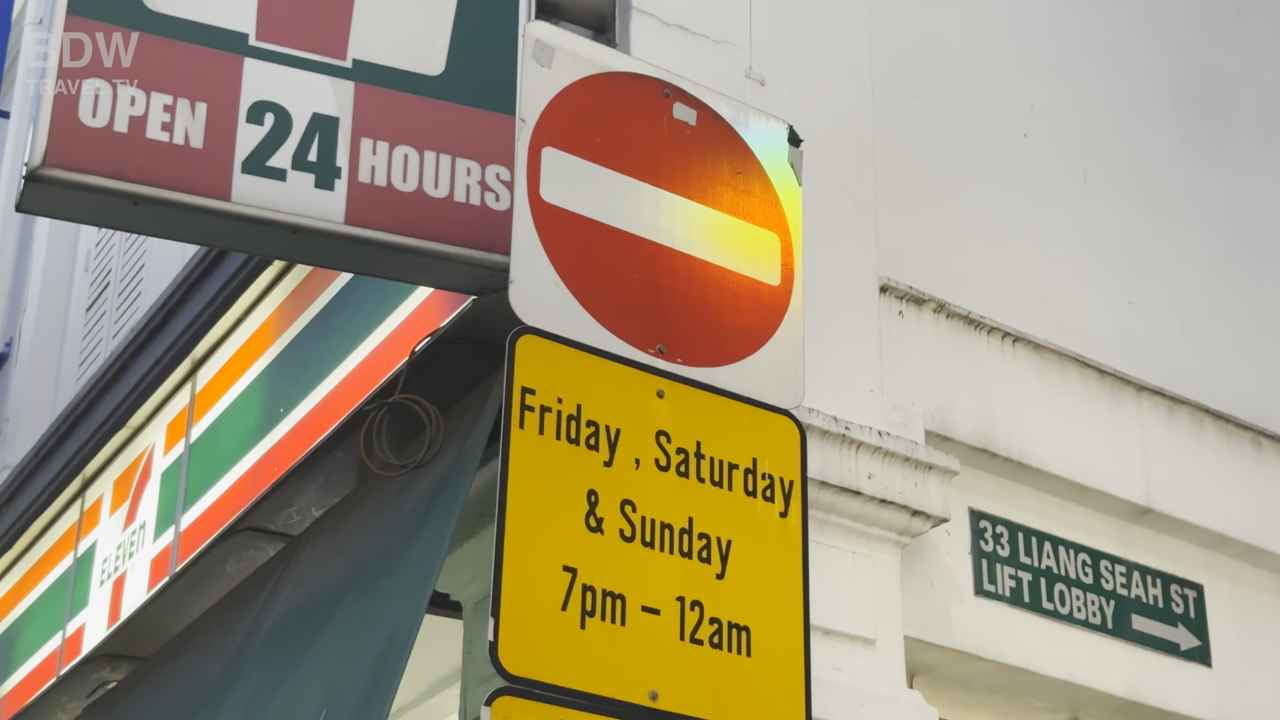 BDW
TRAVEL TV
OPEN 24 HOURS
ELEVEN
Friday , Saturday
& Sunday
7pm – 12am
33 LIANG SEAH ST
LIFT LOBBY